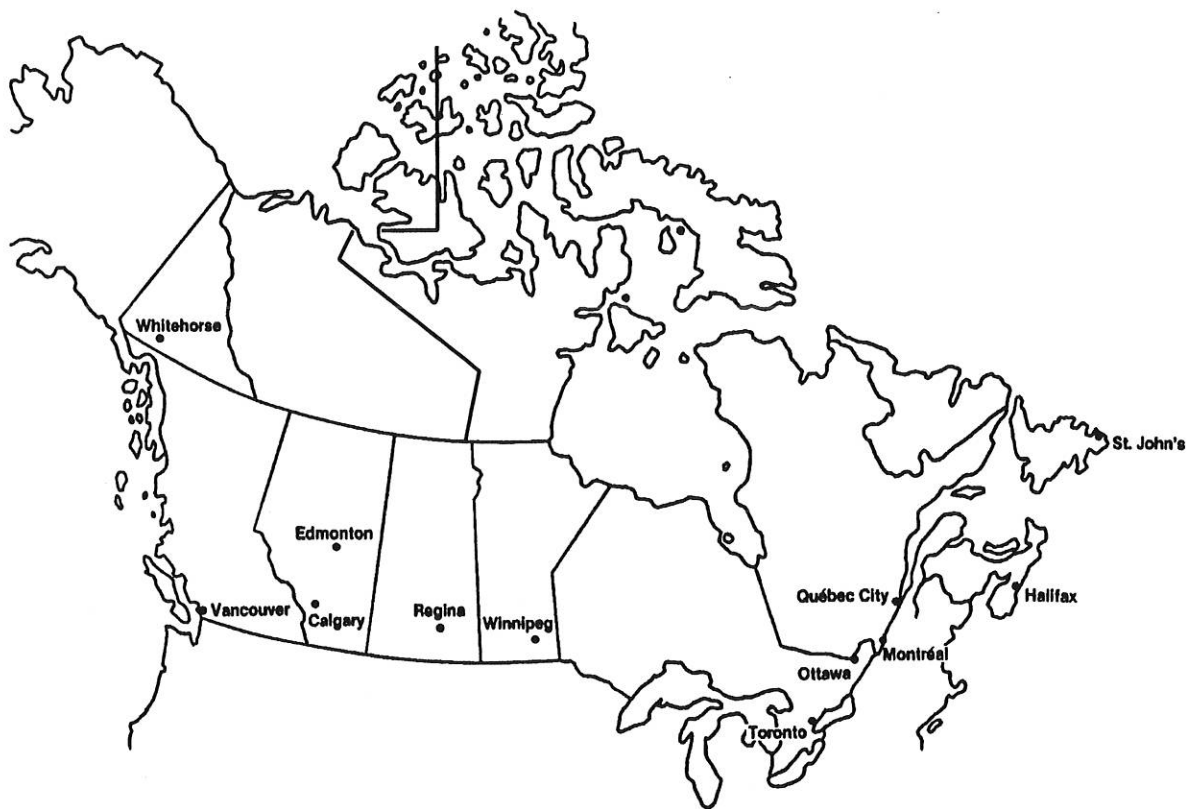 Whitehorse
St. John's
Edmonton
Vancouver
Calgary
Regina
Winnipeg
Québec City
Halifax
Montréal
Ottawa
Toronto